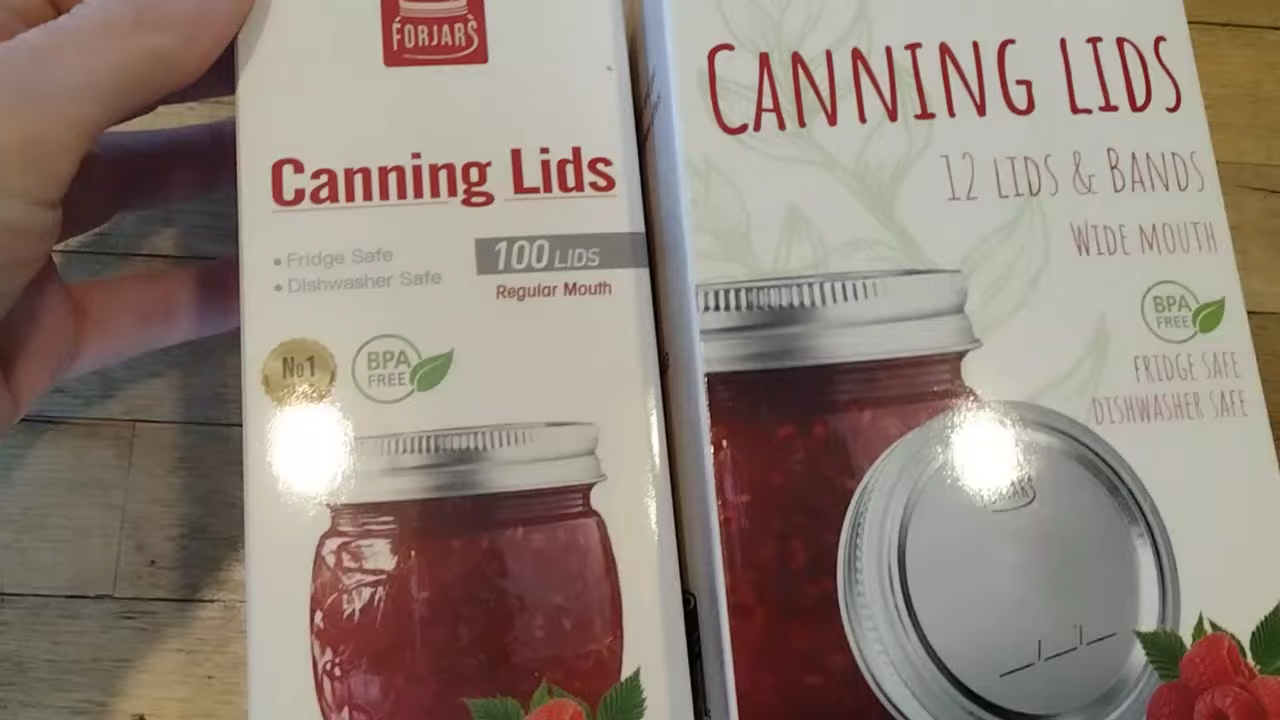 FORJARS
Canning Lids
• Fridge Safe
• Dishwasher Safe
100 LIDS
Regular Mouth
No1
BPA
FREE
CANNING LIDS
12 LIDS & BANDS
WIDE MOUTH
BPA
FREE
FRIDGE SAFE
DISHWASHER SAFE